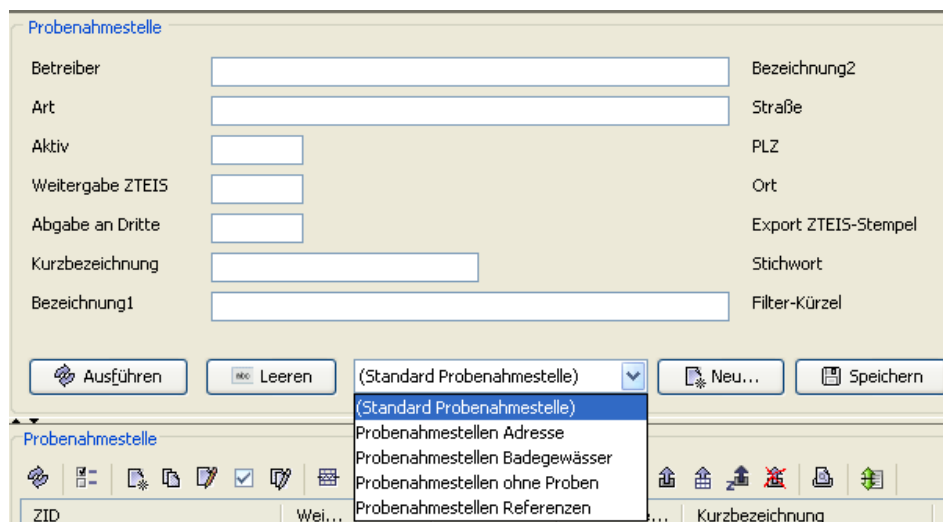 Probenahmestelle
Betreiber Bezeichnung2
Art Straße
Aktiv PLZ
Weitergabe ZTEIS Ort
Abgabe an Dritte Export ZTEIS-Stempel
Kurzbezeichnung Stichwort
Bezeichnung1 Filter-Kürzel
Ausführen abc Leeren (Standard Probenahmestelle) Neu... Speichern
(Standard Probenahmestelle)
Probenahmestellen Adresse
Probenahmestellen Badegewässer
Probenahmestellen ohne Proben
Probenahmestellen Referenzen
Probenahmestelle
ZID Wei... Kurzbezeichnung